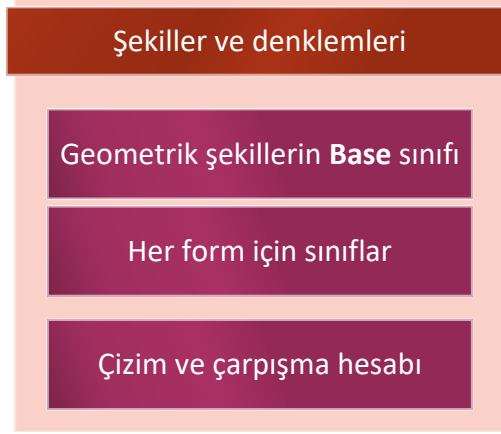 Şekiller ve denklemleri
Geometrik şekillerin Base sınıfı
Her form için sınıflar
Çizim ve çarpışma hesabı